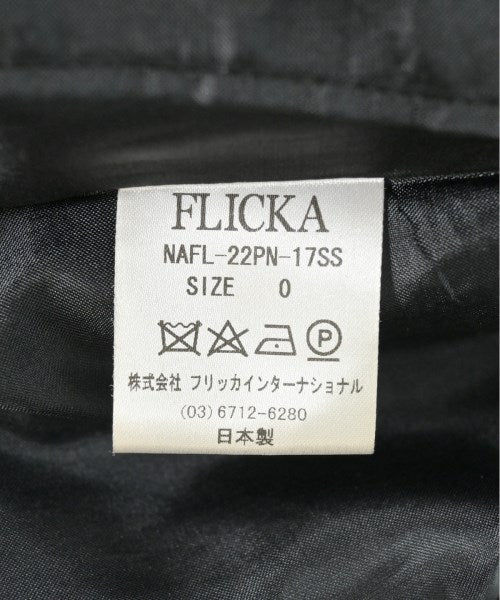 FLICKA
NAFL-22PN-17SS
SIZE 0
P
株式会社 フリッカインターナショナル
(03)6712-6280
日本製